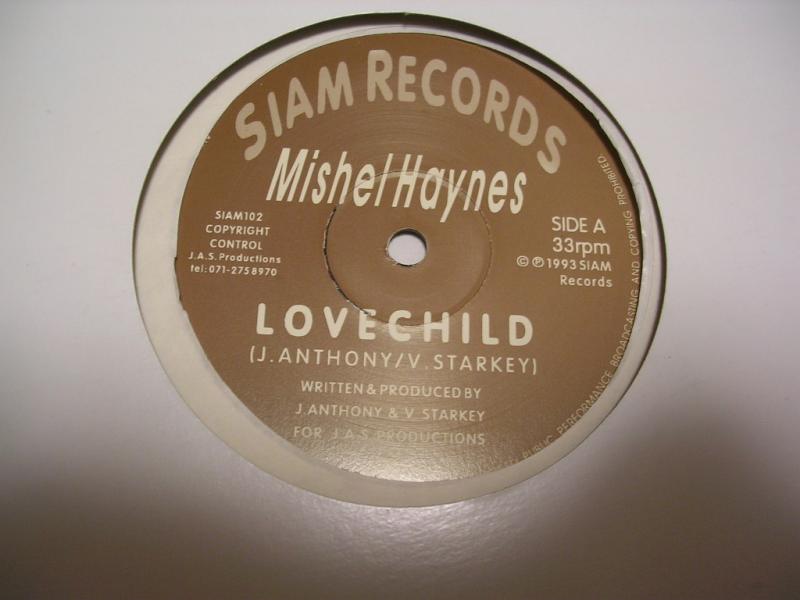 SIAM RECORDS
Mishel Haynes
SIAM102
COPYRIGHT
CONTROL
J.A.S. Productions
tel: 071-275 8970
SIDE A
33rpm
© ℗ 1993 SIAM
Records
LOVECHILD
(J. ANTHONY/V. STARKEY)
WRITTEN & PRODUCED BY
J. ANTHONY & V. STARKEY
FOR J.A.S. PRODUCTIONS
PUBLIC PERFORMANCE BROADCASTING AND COPYING PROHIBITED.